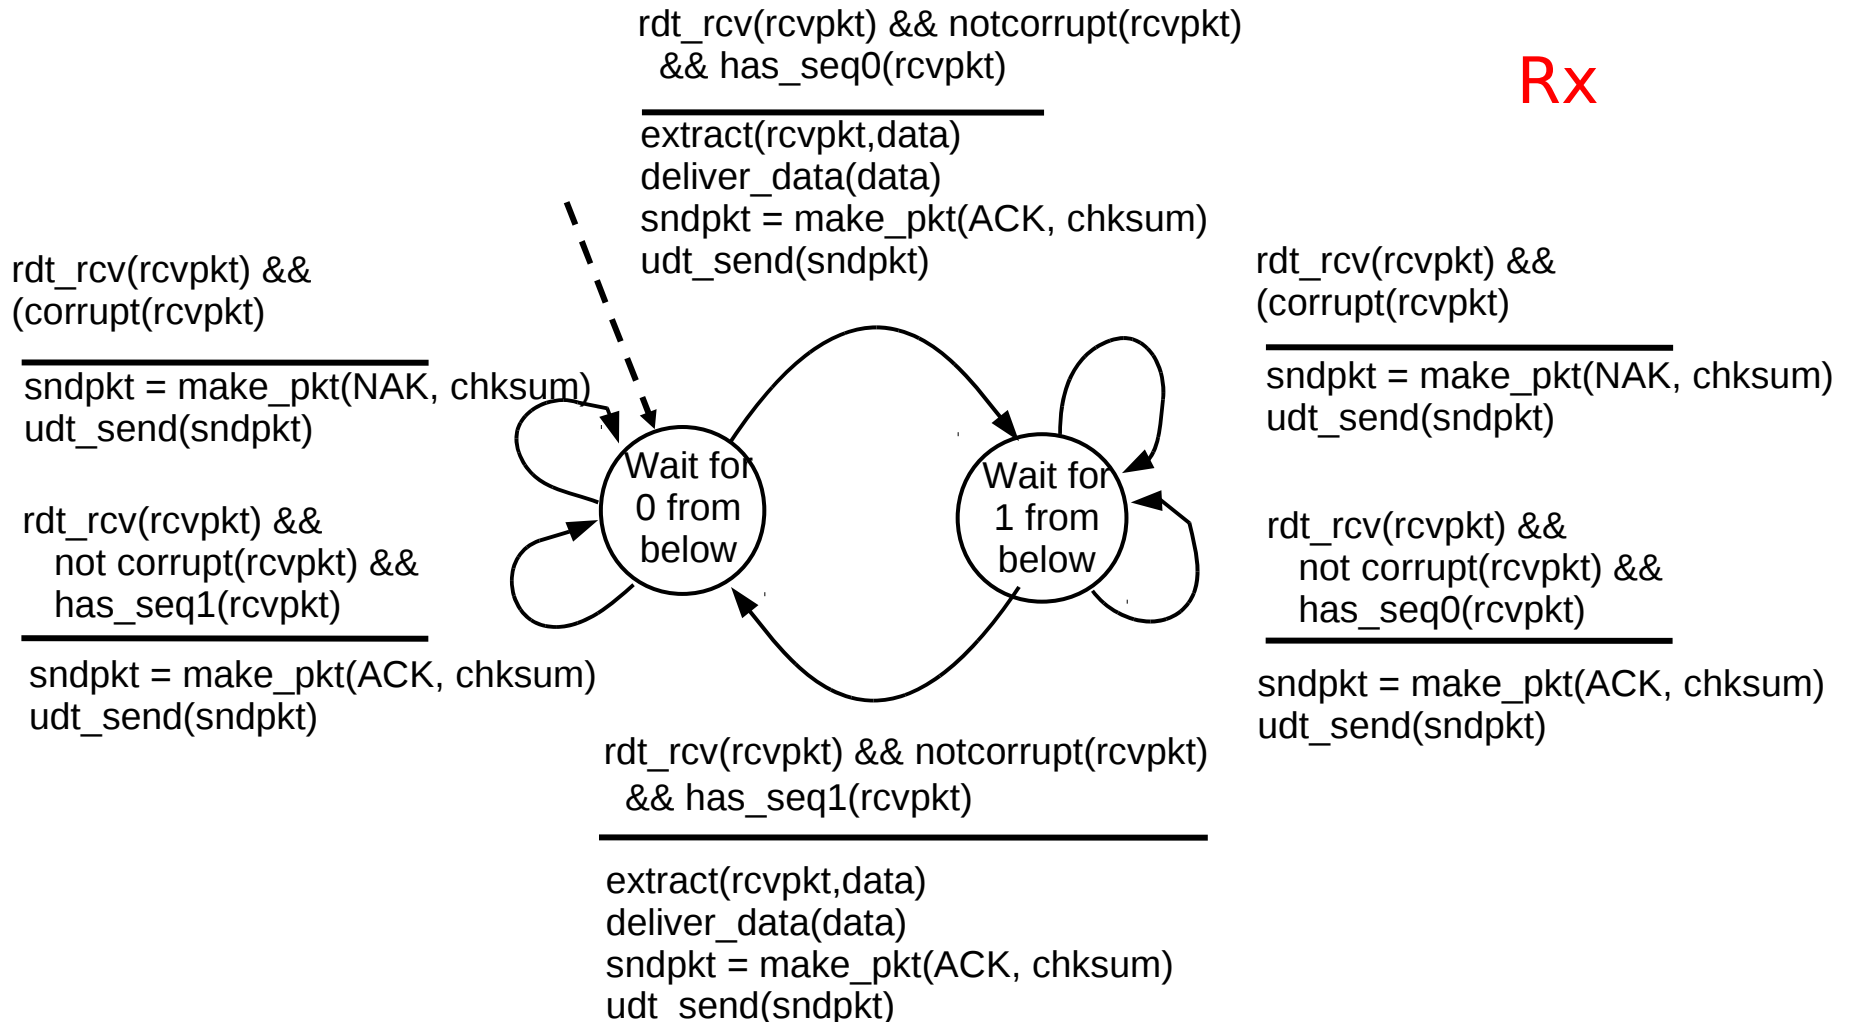 rdt_rcv(rcvpkt) && notcorrupt(rcvpkt)
&& has_seq0(rcvpkt)
extract(rcvpkt,data)
deliver_data(data)
sndpkt = make_pkt(ACK, chksum)
udt_send(sndpkt)
Rx
rdt_rcv(rcvpkt) &&
(corrupt(rcvpkt)
sndpkt = make_pkt(NAK, chksum)
udt_send(sndpkt)
rdt_rcv(rcvpkt) &&
not corrupt(rcvpkt) &&
has_seq1(rcvpkt)
sndpkt = make_pkt(ACK, chksum)
udt_send(sndpkt)
Wait for
0 from
below
Wait for
1 from
below
rdt_rcv(rcvpkt) &&
(corrupt(rcvpkt)
sndpkt = make_pkt(NAK, chksum)
udt_send(sndpkt)
rdt_rcv(rcvpkt) &&
not corrupt(rcvpkt) &&
has_seq0(rcvpkt)
sndpkt = make_pkt(ACK, chksum)
udt_send(sndpkt)
rdt_rcv(rcvpkt) && notcorrupt(rcvpkt)
&& has_seq1(rcvpkt)
extract(rcvpkt,data)
deliver_data(data)
sndpkt = make_pkt(ACK, chksum)
udt_send(sndpkt)